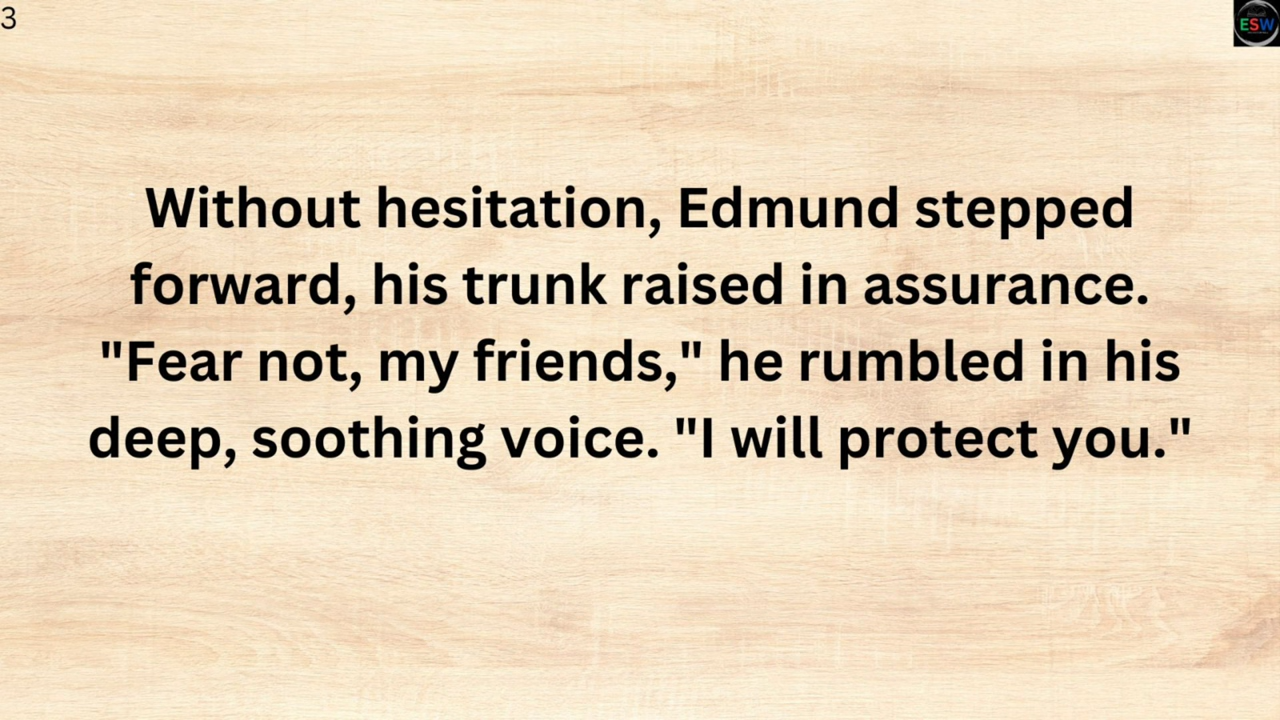 3
ESW
Without hesitation, Edmund stepped
forward, his trunk raised in assurance.
"Fear not, my friends," he rumbled in his
deep, soothing voice. "I will protect you."